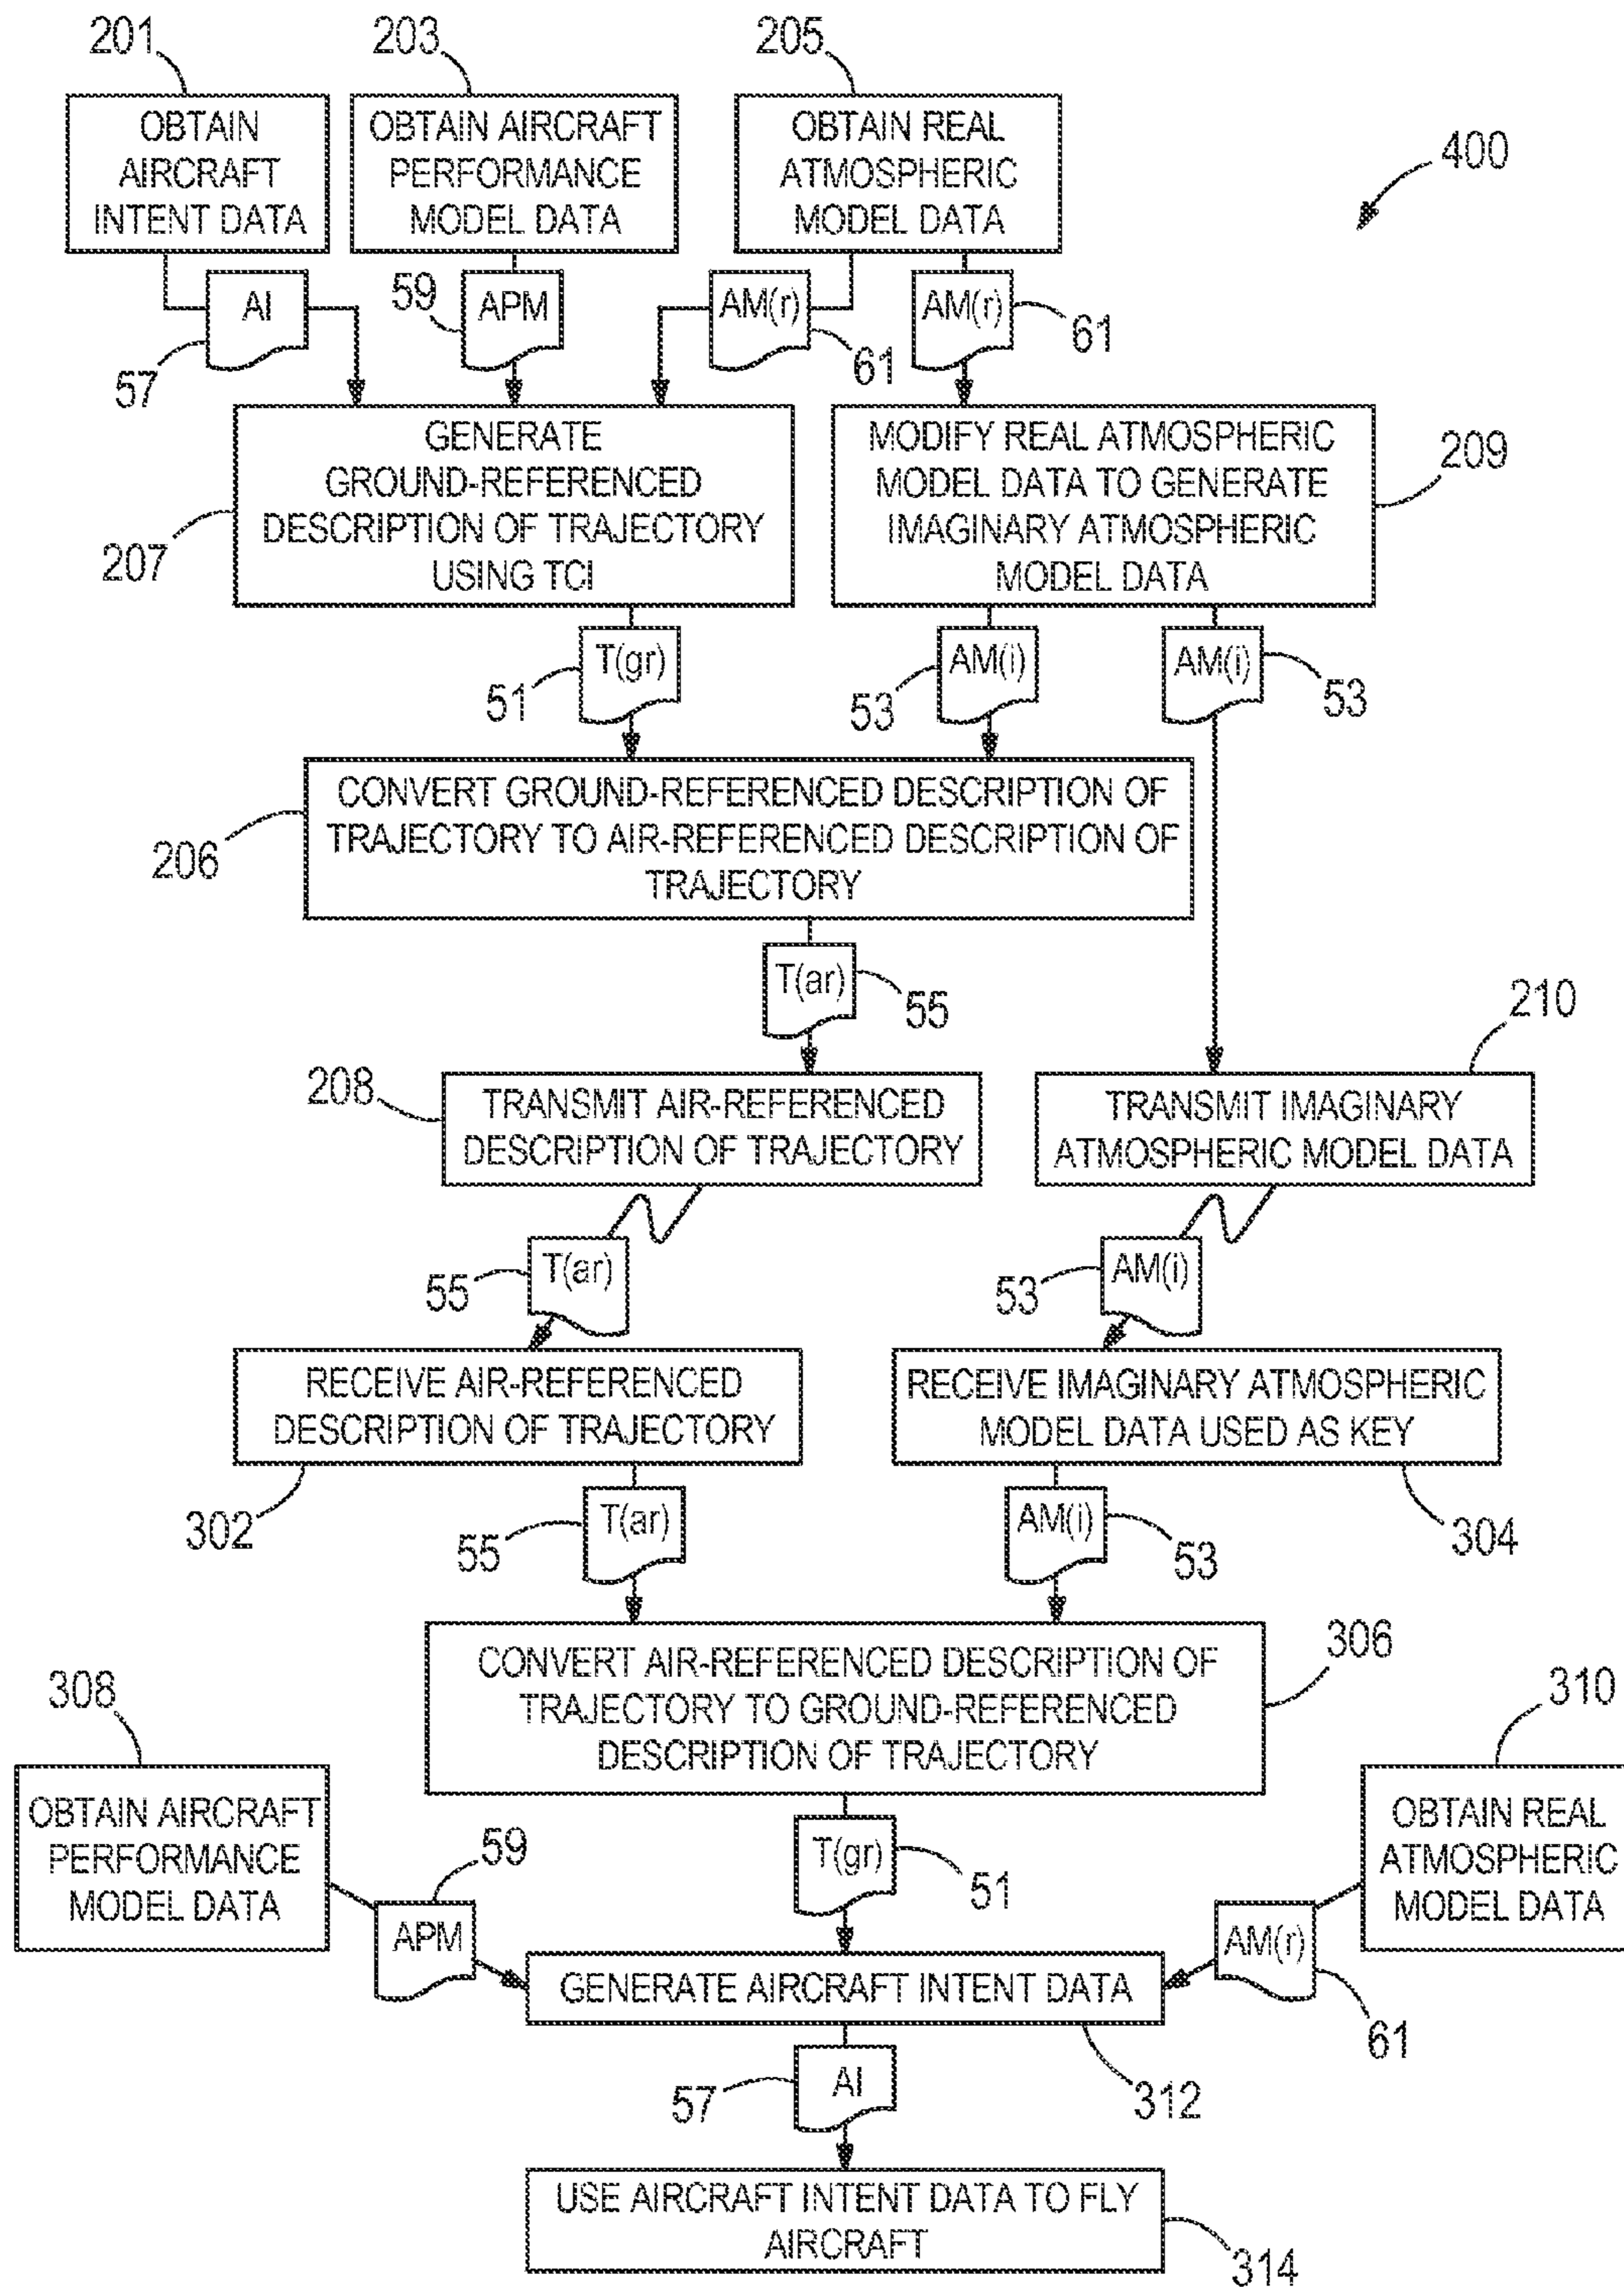 201
203
205
OBTAIN
AIRCRAFT
INTENT DATA
OBTAIN AIRCRAFT
PERFORMANCE
MODEL DATA
OBTAIN REAL
ATMOSPHERIC
MODEL DATA
400
AI
57
59
APM
AM(r)
61
AM(r)
61
GENERATE
GROUND-REFERENCED
DESCRIPTION OF TRAJECTORY
USING TCI
207
MODIFY REAL ATMOSPHERIC
MODEL DATA TO GENERATE
IMAGINARY ATMOSPHERIC
MODEL DATA
209
T(gr)
51
AM(i)
53
AM(i)
53
CONVERT GROUND-REFERENCED DESCRIPTION OF
TRAJECTORY TO AIR-REFERENCED DESCRIPTION OF
TRAJECTORY
206
T(ar)
55
210
208
TRANSMIT AIR-REFERENCED
DESCRIPTION OF TRAJECTORY
TRANSMIT IMAGINARY
ATMOSPHERIC MODEL DATA
55
T(ar)
53
AM(i)
RECEIVE AIR-REFERENCED
DESCRIPTION OF TRAJECTORY
302
RECEIVE IMAGINARY ATMOSPHERIC
MODEL DATA USED AS KEY
304
55
T(ar)
AM(i)
53
CONVERT AIR-REFERENCED DESCRIPTION OF
TRAJECTORY TO GROUND-REFERENCED
DESCRIPTION OF TRAJECTORY
306
308
310
OBTAIN AIRCRAFT
PERFORMANCE
MODEL DATA
59
APM
T(gr)
51
OBTAIN REAL
ATMOSPHERIC
MODEL DATA
AM(r)
61
GENERATE AIRCRAFT INTENT DATA
312
57
AI
USE AIRCRAFT INTENT DATA TO FLY
AIRCRAFT
314